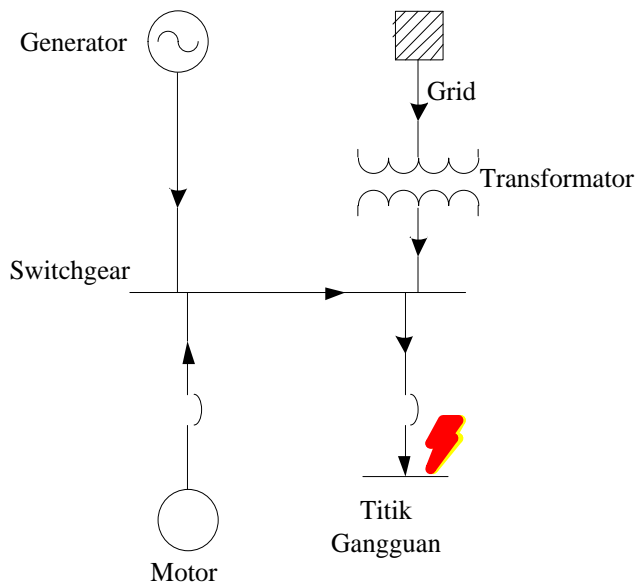 Generator
Grid
Transformator
Switchgear
Titik
Gangguan
Motor